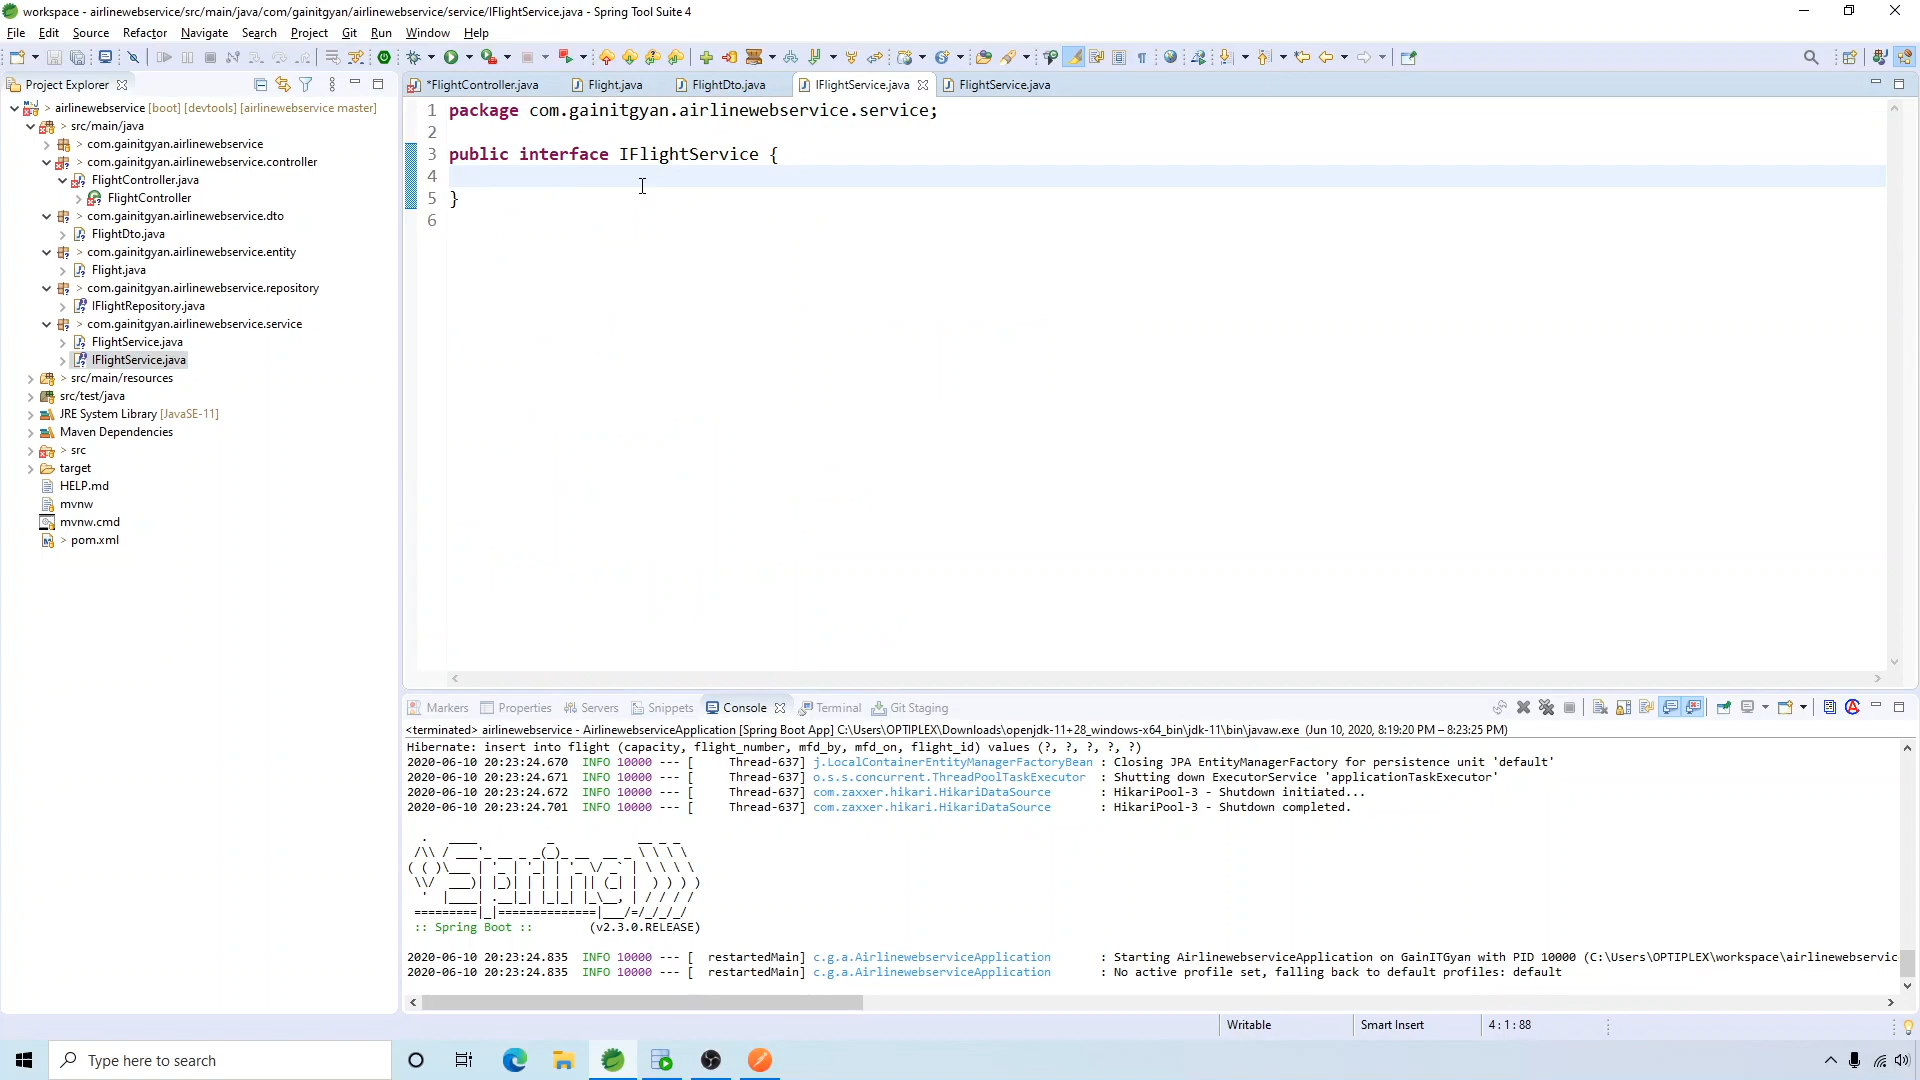 workspace - airlinewebservice/src/main/java/com/gainitgyan/airlinewebservice/service/IFlightService.java - Spring Tool Suite 4
File Edit Source Refactor Navigate Search Project Git Run Window Help
Project Explorer
*FlightController.java Flight.java FlightDto.java IFlightService.java FlightService.java
> airlinewebservice [boot] [devtools] [airlinewebservice master]
> src/main/java
> com.gainitgyan.airlinewebservice
> com.gainitgyan.airlinewebservice.controller
FlightController.java
FlightController
> com.gainitgyan.airlinewebservice.dto
FlightDto.java
> com.gainitgyan.airlinewebservice.entity
Flight.java
> com.gainitgyan.airlinewebservice.repository
IFlightRepository.java
> com.gainitgyan.airlinewebservice.service
FlightService.java
IFlightService.java
> src/main/resources
src/test/java
JRE System Library [JavaSE-11]
Maven Dependencies
> src
target
HELP.md
mvnw
mvnw.cmd
> pom.xml
1 package com.gainitgyan.airlinewebservice.service;
2
3 public interface IFlightService {
4
5 }
6
Markers Properties Servers Snippets Console Terminal Git Staging
<terminated> airlinewebservice - AirlinewebserviceApplication [Spring Boot App] C:\Users\OPTIPLEX\Downloads\openjdk-11+28_windows-x64_bin\jdk-11\bin\javaw.exe (Jun 10, 2020, 8:19:20 PM – 8:23:25 PM)
Hibernate: insert into flight (capacity, flight_number, mfd_by, mfd_on, flight_id) values (?, ?, ?, ?, ?)
2020-06-10 20:23:24.670 INFO 10000 --- [ Thread-637] j.LocalContainerEntityManagerFactoryBean : Closing JPA EntityManagerFactory for persistence unit 'default'
2020-06-10 20:23:24.671 INFO 10000 --- [ Thread-637] o.s.s.concurrent.ThreadPoolTaskExecutor : Shutting down ExecutorService 'applicationTaskExecutor'
2020-06-10 20:23:24.672 INFO 10000 --- [ Thread-637] com.zaxxer.hikari.HikariDataSource : HikariPool-3 - Shutdown initiated...
2020-06-10 20:23:24.701 INFO 10000 --- [ Thread-637] com.zaxxer.hikari.HikariDataSource : HikariPool-3 - Shutdown completed.
Spring
:: Spring Boot :: (v2.3.0.RELEASE)
2020-06-10 20:23:24.835 INFO 10000 --- [ restartedMain] c.g.a.AirlinewebserviceApplication : Starting AirlinewebserviceApplication on GainITGyan with PID 10000 (C:\Users\OPTIPLEX\workspace\airlinewebservic
2020-06-10 20:23:24.835 INFO 10000 --- [ restartedMain] c.g.a.AirlinewebserviceApplication : No active profile set, falling back to default profiles: default
Writable Smart Insert 4 : 1 : 88
Type here to search